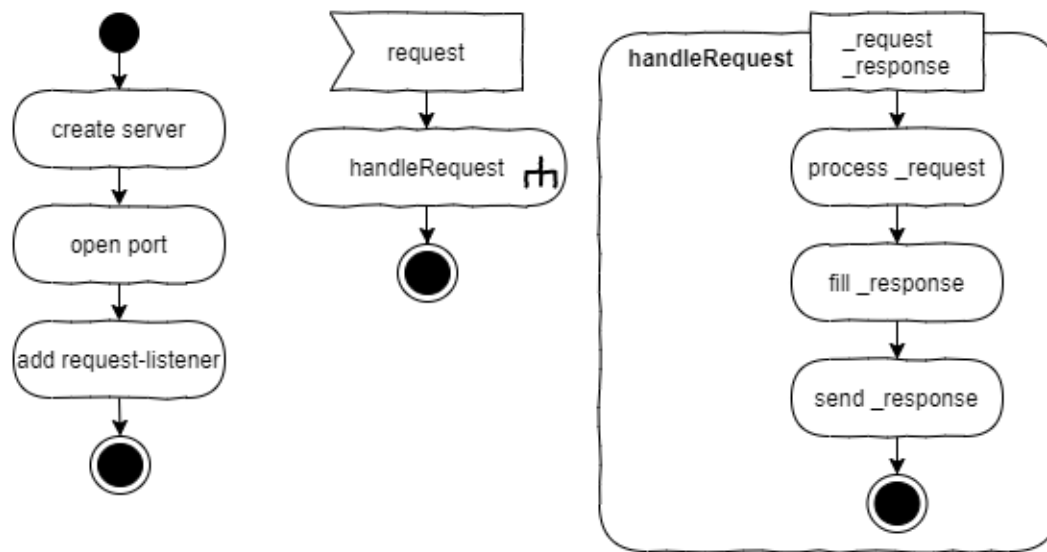 create server
open port
add request-listener
request
handleRequest
handleRequest
_request
_response
process _request
fill _response
send _response